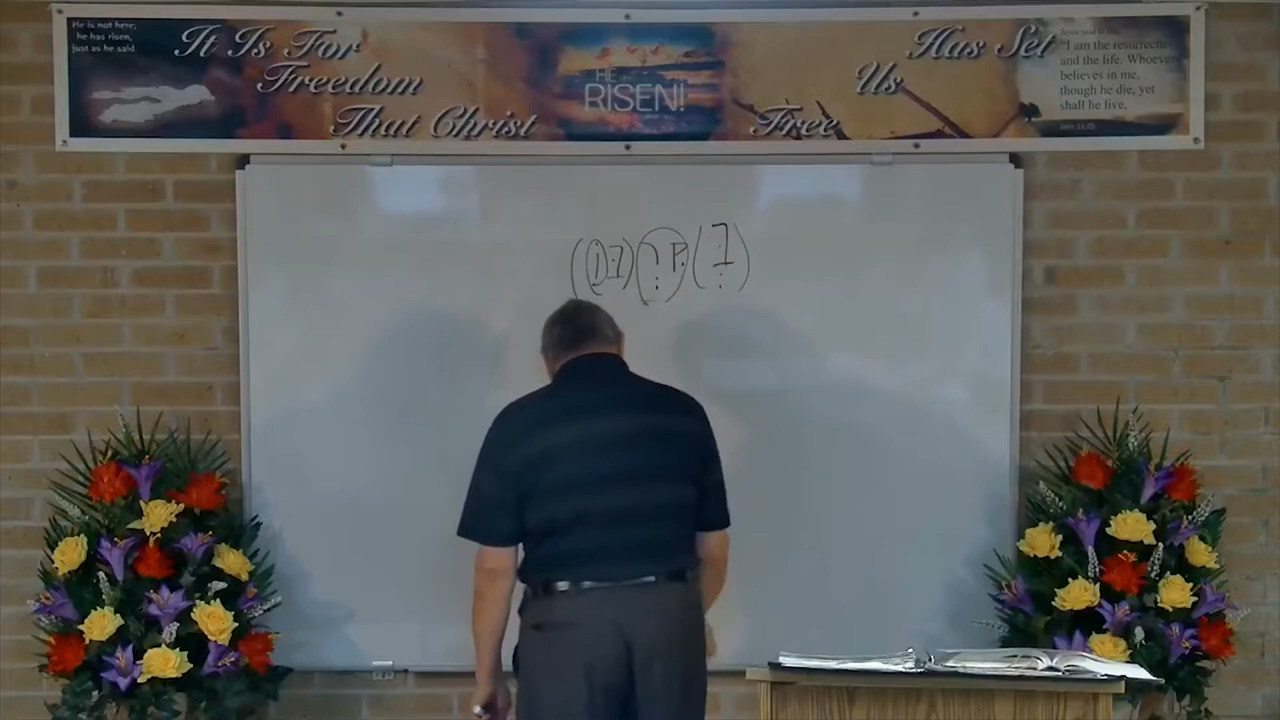 He is not here;
he has risen,
just as he said.
It Is For
Freedom
That Christ
HE
RISEN!
Has Set
Us
Free
"I am the resurrection
and the life. Whoever
believes in me,
though he die, yet
shall he live,